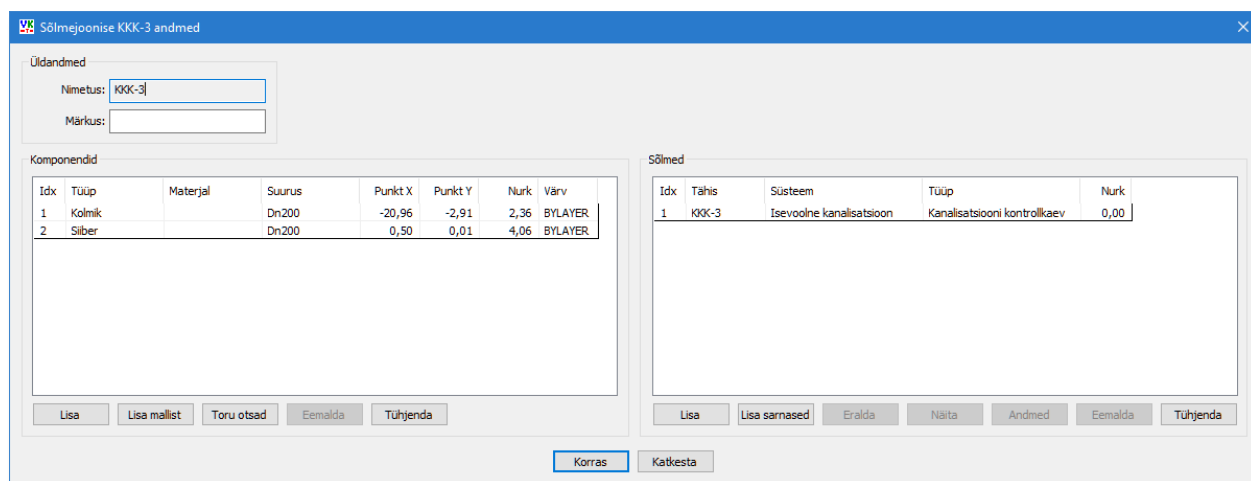 VK Sõlmejoonise KKK-3 andmed
Üldandmed
Nimetus: KKK-3
Märkus:
Komponendid
Idx Tüüp Materjal Suurus Punkt X Punkt Y Nurk Värv
1 Kolmik Dn200 -20,96 -2,91 2,36 BYLAYER
2 Siiber Dn200 0,50 0,01 4,06 BYLAYER
Lisa Lisa mallist Toru otsad Eemalda Tühjenda
Sõlmed
Idx Tähis Süsteem Tüüp Nurk
1 KKK-3 Isevoolne kanalisatsioon Kanalisatsiooni kontrollkaev 0,00
Lisa Lisa sarnased Eralda Näita Andmed Eemalda Tühjenda
Korras Katkesta